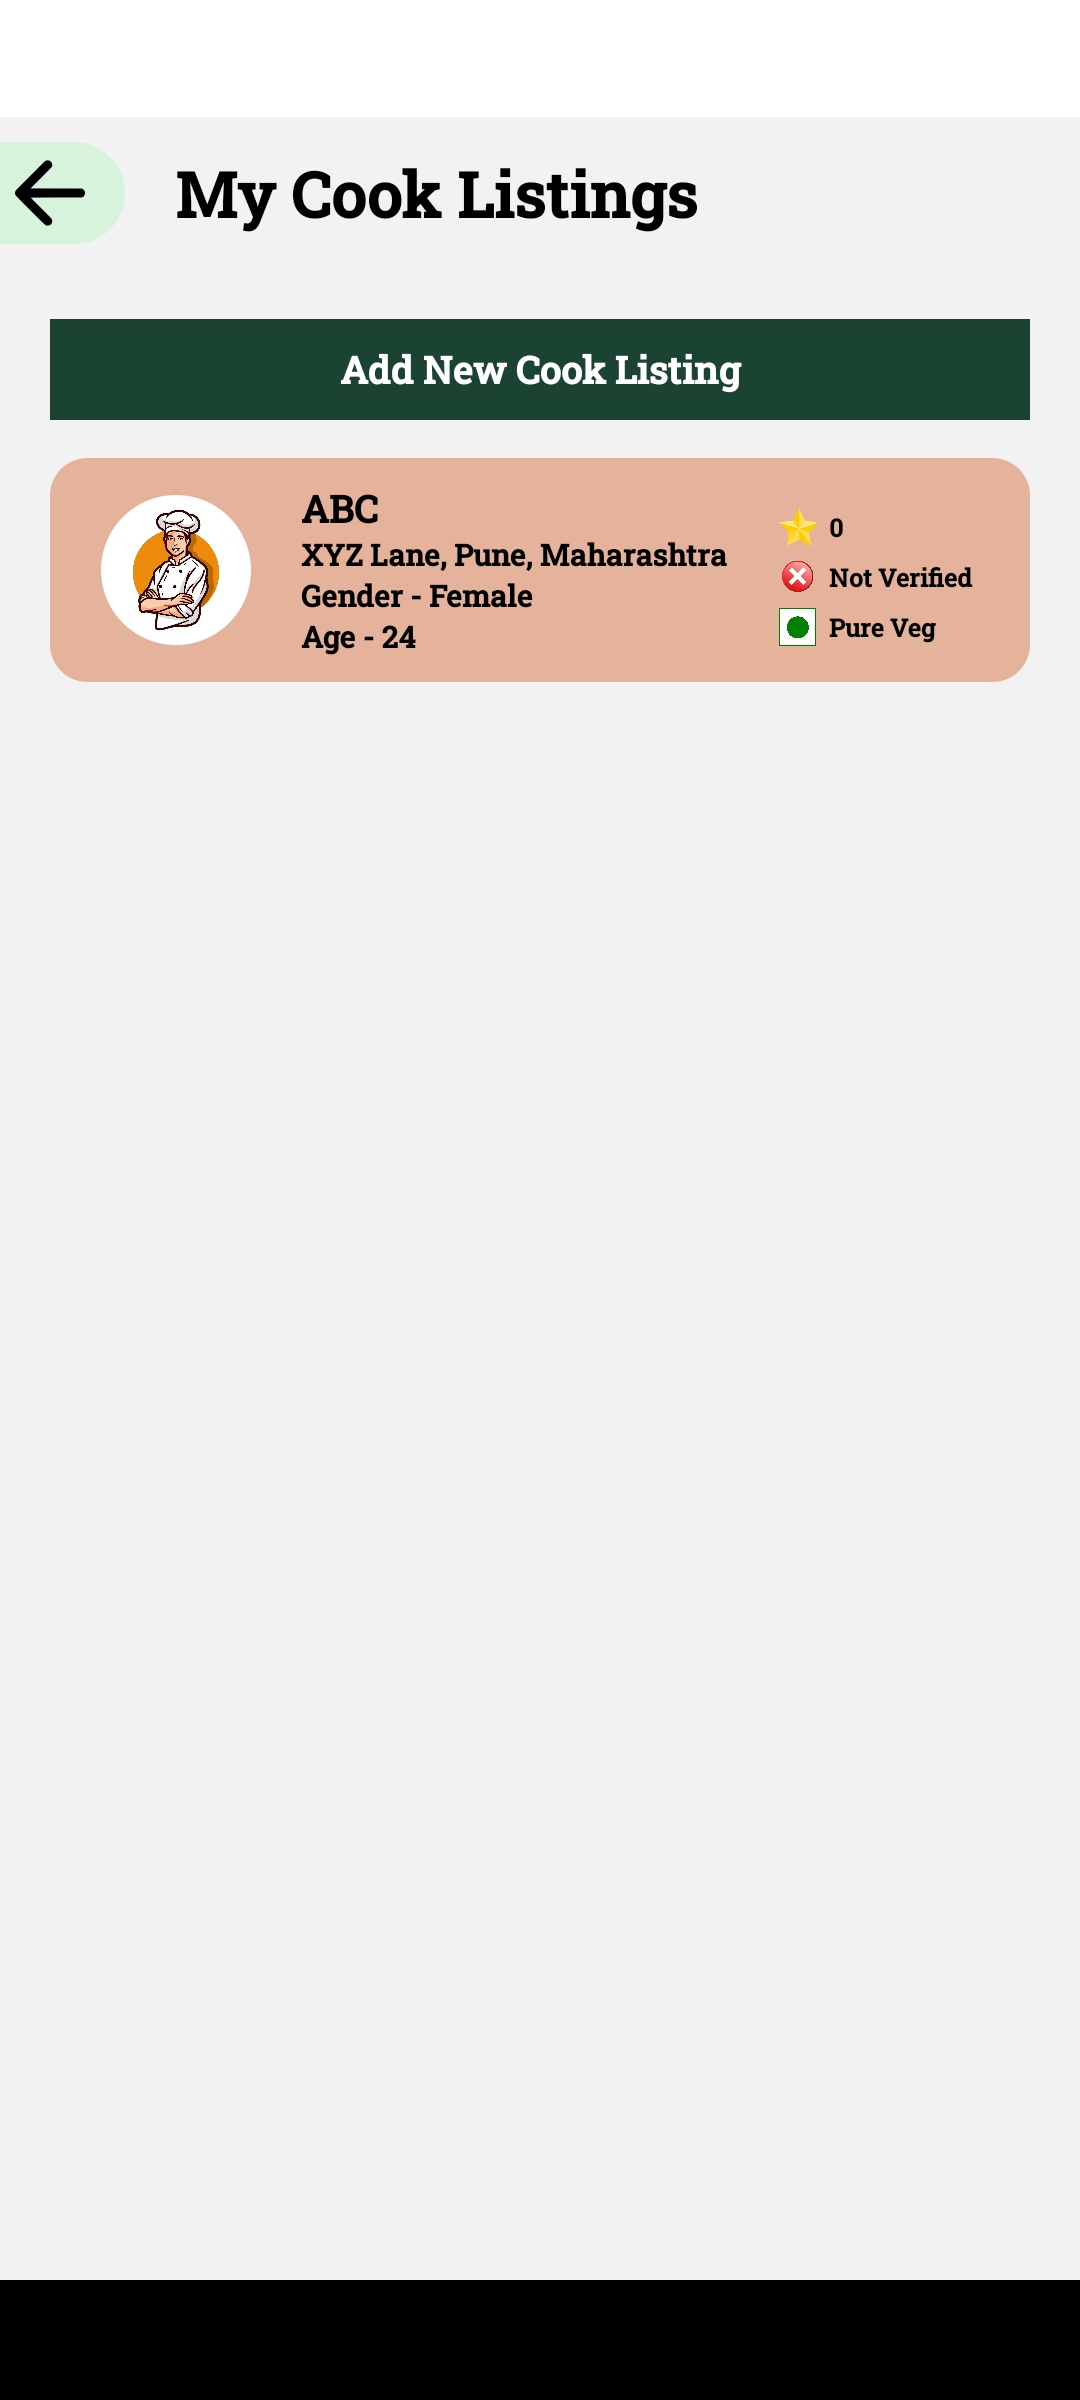 My Cook Listings
Add New Cook Listing
ABC
XYZ Lane, Pune, Maharashtra
Gender - Female
Age - 24
0
Not Verified
Pure Veg